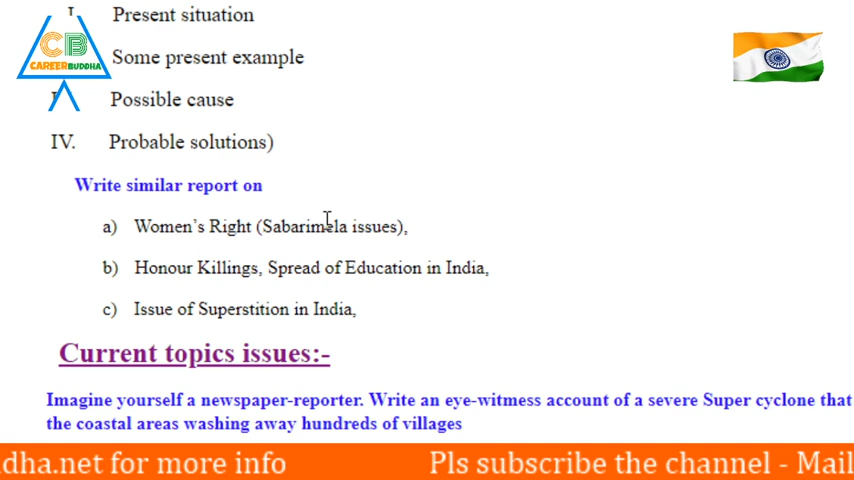 I. Present situation
CB
CAREERBUDDHA
Some present example
Possible cause
IV. Probable solutions)
Write similar report on
a) Women's Right (Sabarimela issues),
b) Honour Killings, Spread of Education in India,
c) Issue of Superstition in India,
Current topics issues:-
Imagine yourself a newspaper-reporter. Write an eye-witness account of a severe Super cyclone that
the coastal areas washing away hundreds of villages
dha.net for more info Pls subscribe the channel - Mail